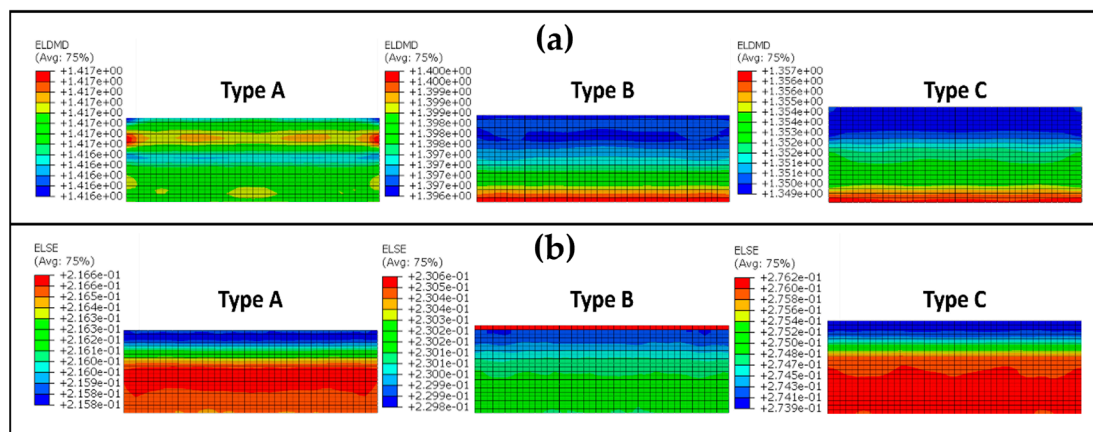 (a)
ELDMD
(Avg: 75%)
+1.417e+00
+1.417e+00
+1.417e+00
+1.417e+00
+1.417e+00
+1.417e+00
+1.417e+00
+1.416e+00
+1.416e+00
+1.416e+00
+1.416e+00
+1.416e+00
+1.416e+00
Type A
ELDMD
(Avg: 75%)
+1.400e+00
+1.400e+00
+1.399e+00
+1.399e+00
+1.399e+00
+1.398e+00
+1.398e+00
+1.398e+00
+1.397e+00
+1.397e+00
+1.397e+00
+1.396e+00
Type B
ELDMD
(Avg: 75%)
+1.357e+00
+1.356e+00
+1.356e+00
+1.355e+00
+1.354e+00
+1.354e+00
+1.353e+00
+1.352e+00
+1.352e+00
+1.351e+00
+1.350e+00
+1.350e+00
+1.349e+00
Type C
(b)
ELSE
(Avg: 75%)
+2.166e-01
+2.166e-01
+2.165e-01
+2.164e-01
+2.163e-01
+2.163e-01
+2.162e-01
+2.161e-01
+2.160e-01
+2.160e-01
+2.159e-01
+2.158e-01
+2.158e-01
Type A
ELSE
(Avg: 75%)
+2.306e-01
+2.305e-01
+2.304e-01
+2.304e-01
+2.303e-01
+2.302e-01
+2.302e-01
+2.301e-01
+2.301e-01
+2.300e-01
+2.299e-01
+2.299e-01
+2.298e-01
Type B
ELSE
(Avg: 75%)
+2.762e-01
+2.760e-01
+2.758e-01
+2.756e-01
+2.754e-01
+2.752e-01
+2.750e-01
+2.748e-01
+2.747e-01
+2.745e-01
+2.743e-01
+2.741e-01
+2.739e-01
Type C